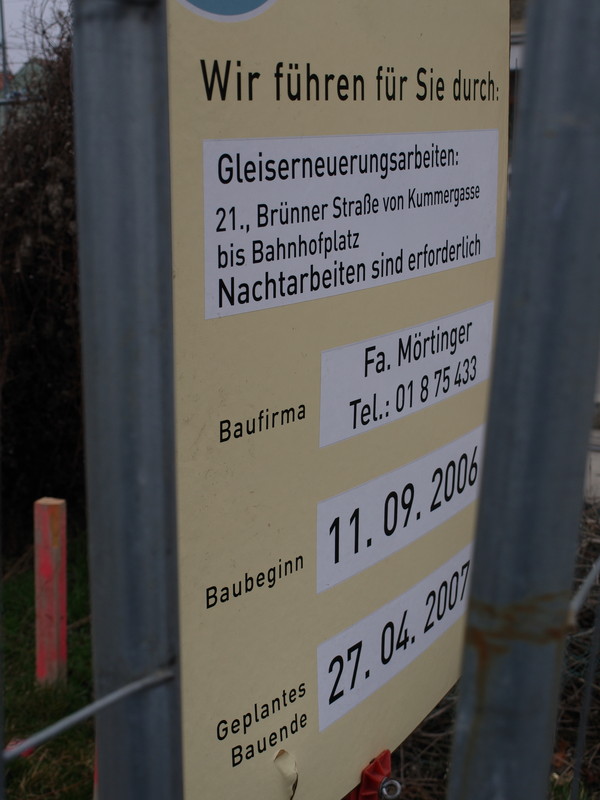 Wir führen für Sie durch:
Gleiserneuerungsarbeiten:
21., Brünner Straße von Kummergasse
bis Bahnhofplatz
Nachtarbeiten sind erforderlich
Baufirma
Fa. Mörtinger
Tel.: 01 8 75 433
Baubeginn
11. 09. 2006
Geplantes
Bauende
27. 04. 2007